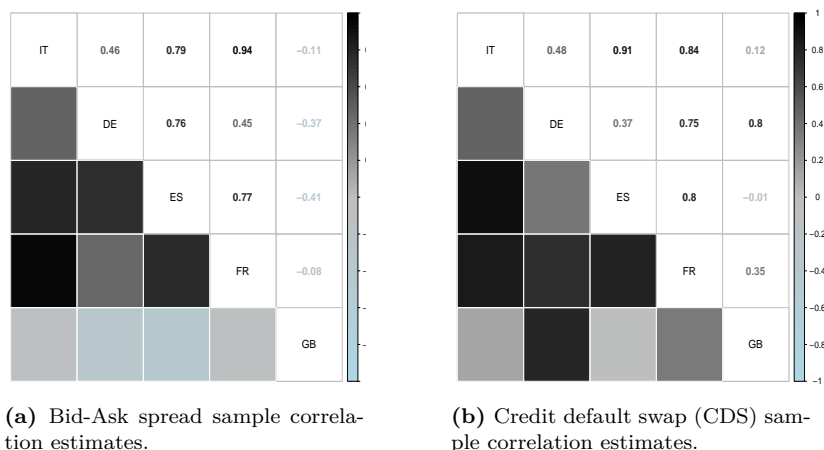 IT 0.46 0.79 0.94 −0.11
DE 0.76 0.45 −0.37
ES 0.77 −0.41
FR −0.08
GB
(a) Bid-Ask spread sample correla-
tion estimates.
IT 0.48 0.91 0.84 0.12
DE 0.37 0.75 0.8
ES 0.8 −0.01
FR 0.35
GB
1
0.8
0.6
0.4
0.2
0
−0.2
−0.4
−0.6
−0.8
−1
(b) Credit default swap (CDS) sam-
ple correlation estimates.